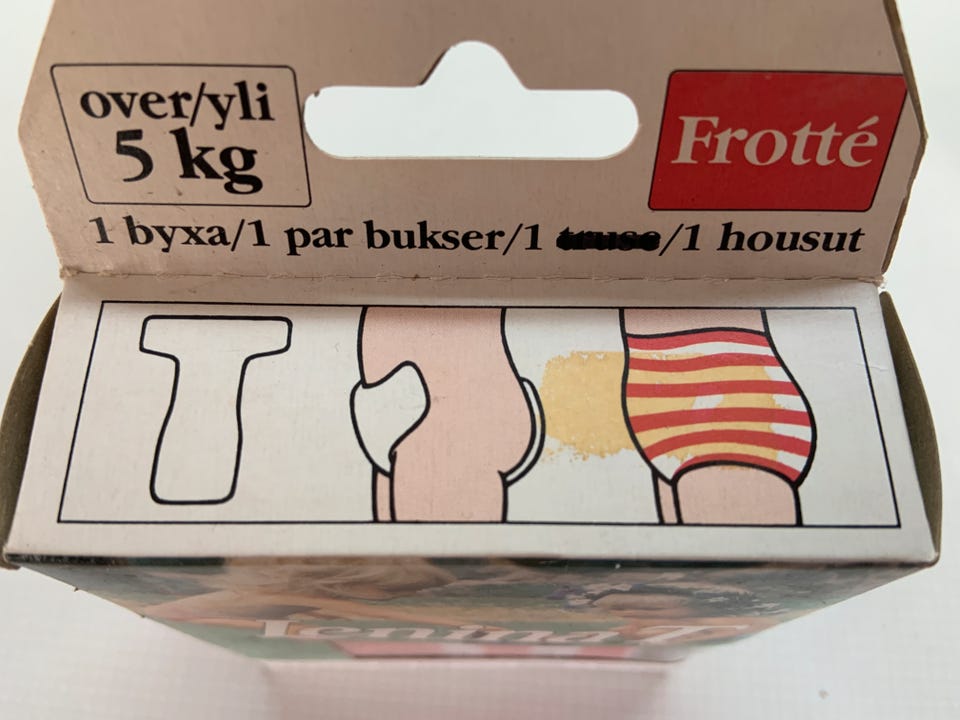 over/yli
5 kg
Frotté
1 byxa/1 par bukser/1 /1 housut